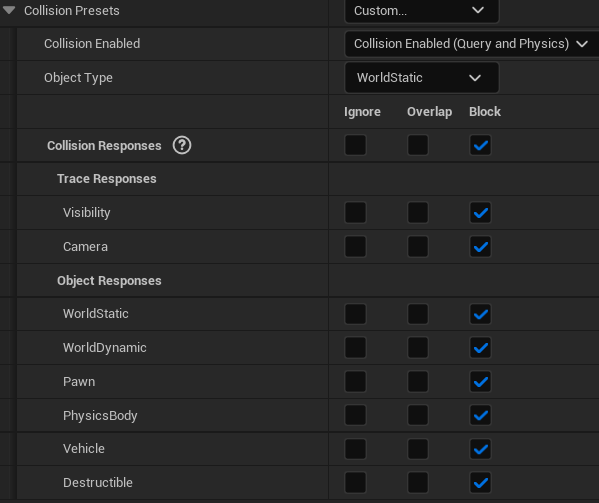 Collision Presets Custom...
Collision Enabled Collision Enabled (Query and Physics)
Object Type WorldStatic
Ignore Overlap Block
Collision Responses ?
Trace Responses
Visibility
Camera
Object Responses
WorldStatic
WorldDynamic
Pawn
PhysicsBody
Vehicle
Destructible